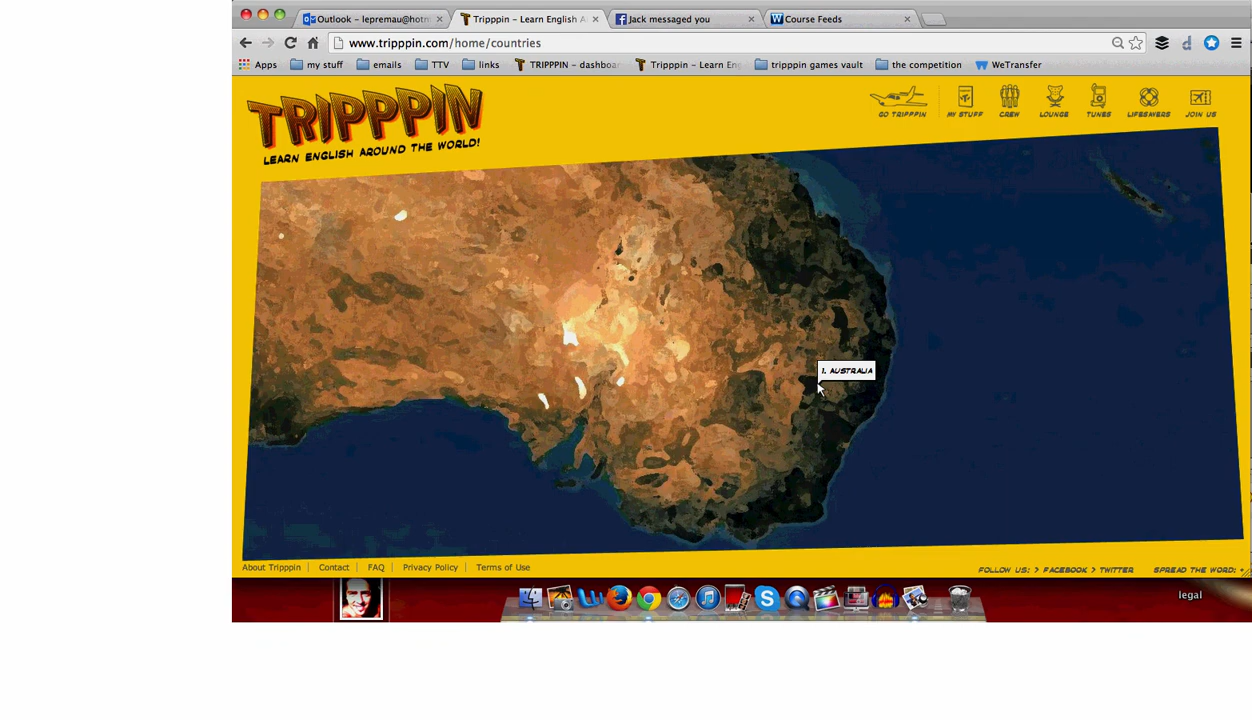 Outlook – lepremau@hotm
Tripppin – Learn English A
Jack messaged you
Course Feeds
www.tripppin.com/home/countries
Apps
my stuff
emails
TTV
links
TRIPPPIN – dashboa
Tripppin – Learn Eng
tripppin games vault
the competition
WeTransfer
TRIPPPIN
LEARN ENGLISH AROUND THE WORLD!
GO TRIPPPIN
MY STUFF
CREW
LOUNGE
TUNES
LIFESAVERS
JOIN US
1. AUSTRALIA
About Tripppin | Contact | FAQ | Privacy Policy | Terms of Use
FOLLOW US: > FACEBOOK > TWITTER
SPREAD THE WORD: +
legal